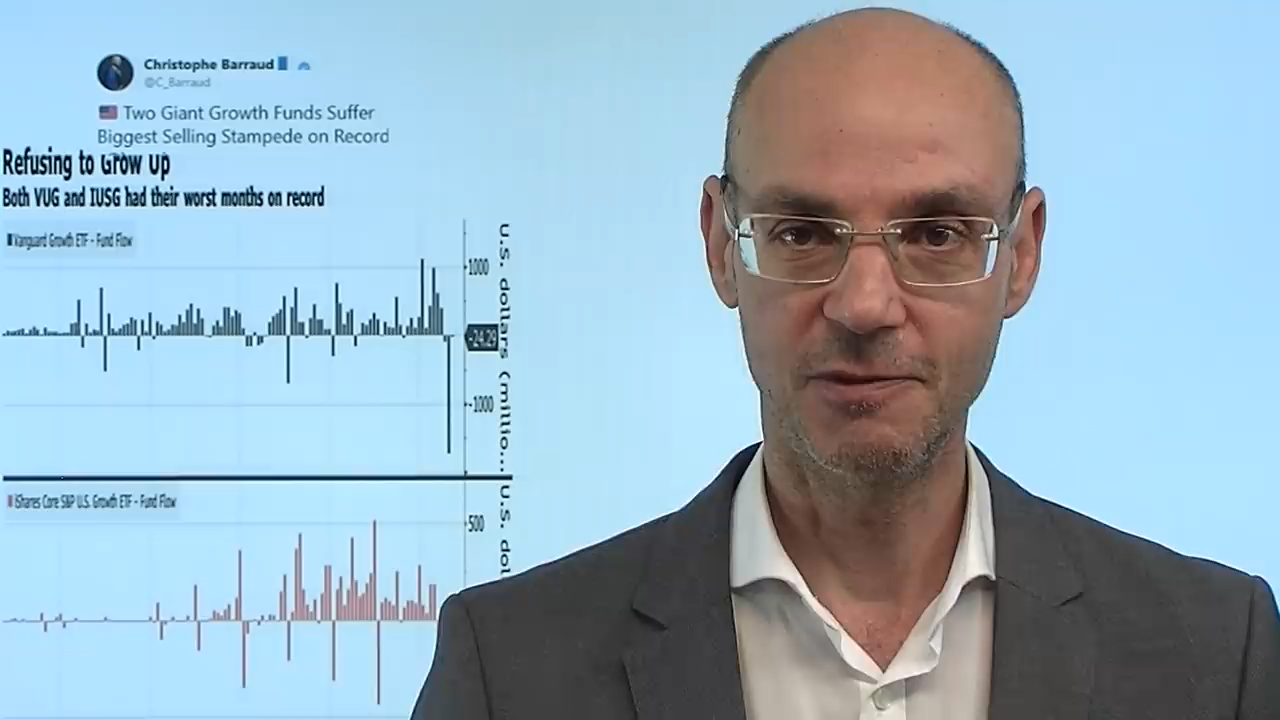 Christophe Barraud
@C_Barraud
Two Giant Growth Funds Suffer
Biggest Selling Stampede on Record
Refusing to Grow Up
Both VUG and IUSG had their worst months on record
Vanguard Growth ETF - Fund Flow
1000
-24.29
-1000
U.S. dollars (millio...
iShares Core S&P U.S. Growth ETF - Fund Flow
500
U.S. dol